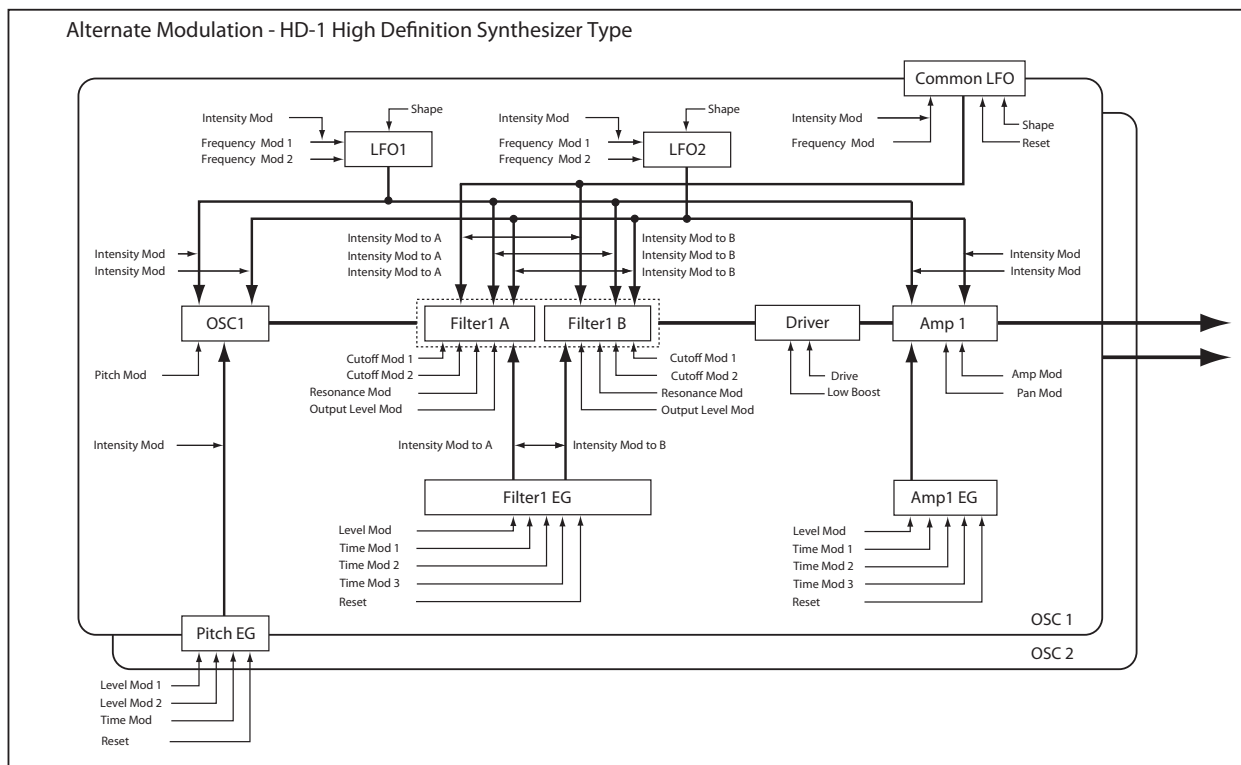 Alternate Modulation - HD-1 High Definition Synthesizer Type
Common LFO
Intensity Mod
Frequency Mod
Shape
Reset
Shape
Intensity Mod
Frequency Mod 1
Frequency Mod 2
LFO1
Shape
Intensity Mod
Frequency Mod 1
Frequency Mod 2
LFO2
Intensity Mod to A
Intensity Mod to B
Intensity Mod
Intensity Mod to A
Intensity Mod to B
Intensity Mod
Intensity Mod
Intensity Mod to A
Intensity Mod to B
Intensity Mod
OSC1
Filter1 A
Filter1 B
Driver
Amp 1
Pitch Mod
Cutoff Mod 1
Cutoff Mod 2
Resonance Mod
Output Level Mod
Cutoff Mod 1
Cutoff Mod 2
Resonance Mod
Output Level Mod
Drive
Low Boost
Amp Mod
Pan Mod
Intensity Mod
Intensity Mod to A
Intensity Mod to B
Filter1 EG
Amp1 EG
Level Mod
Time Mod 1
Time Mod 2
Time Mod 3
Reset
Level Mod
Time Mod 1
Time Mod 2
Time Mod 3
Reset
OSC 1
Pitch EG
OSC 2
Level Mod 1
Level Mod 2
Time Mod
Reset